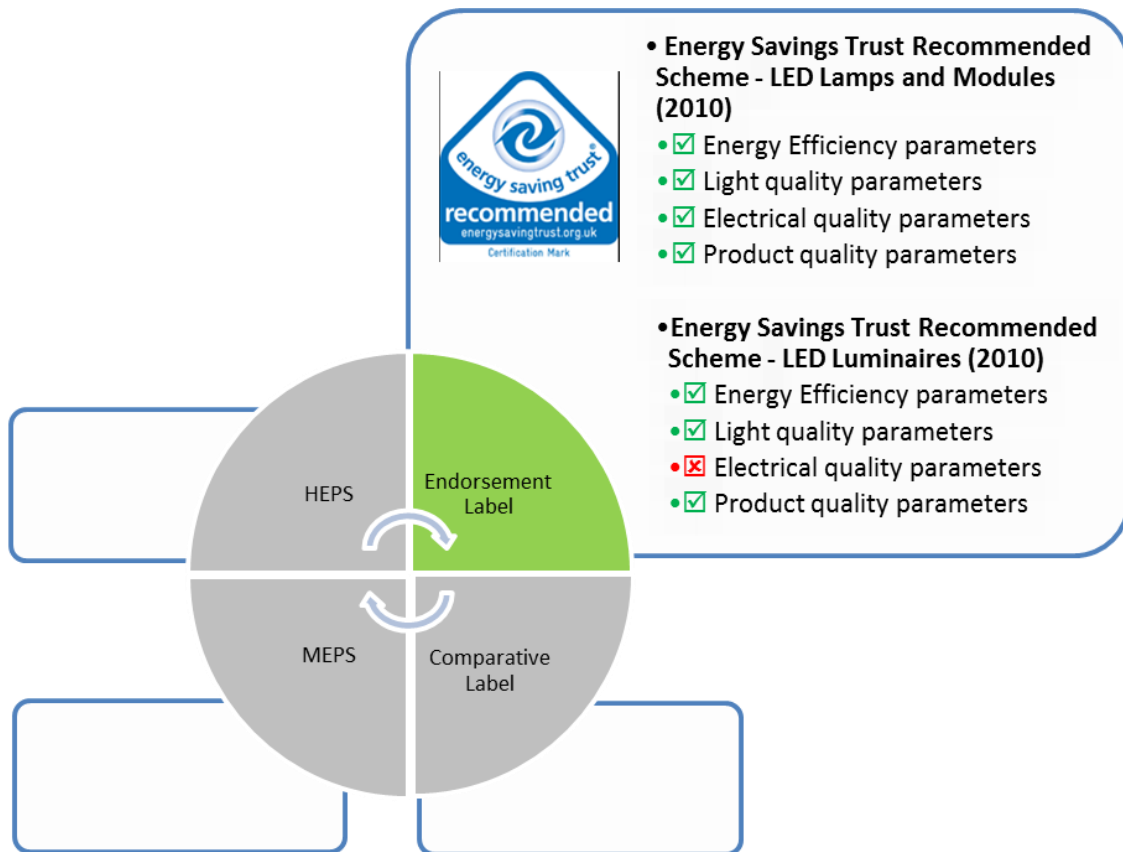 • Energy Savings Trust Recommended
Scheme - LED Lamps and Modules
(2010)
• ☑ Energy Efficiency parameters
• ☑ Light quality parameters
• ☑ Electrical quality parameters
• ☑ Product quality parameters
energy saving trust®
recommended
energysavingtrust.org.uk
Certification Mark
•Energy Savings Trust Recommended
Scheme - LED Luminaires (2010)
•☑ Energy Efficiency parameters
•☑ Light quality parameters
•☒ Electrical quality parameters
•☑ Product quality parameters
HEPS
Endorsement
Label
MEPS
Comparative
Label